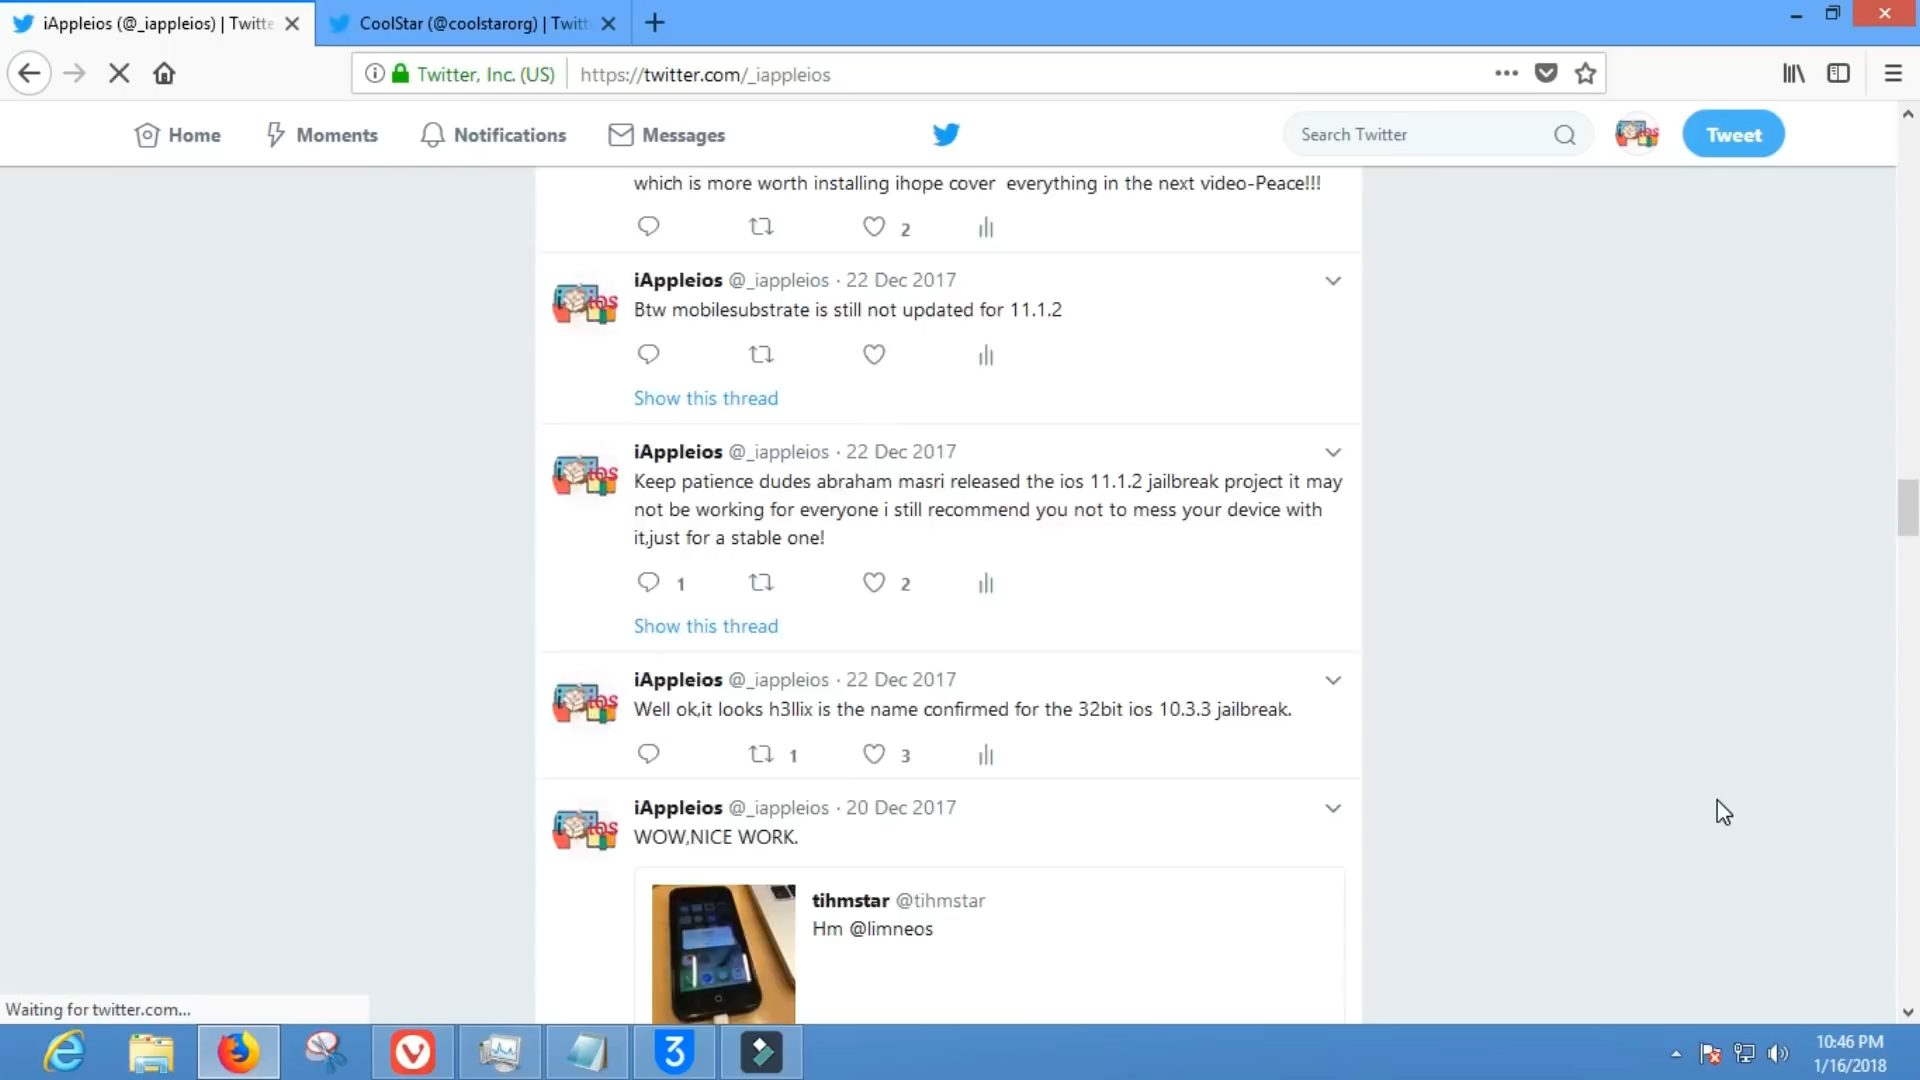 iAppleios (@_iappleios) | Twitte
CoolStar (@coolstarorg) | Twitt
Twitter, Inc. (US)
https://twitter.com/_iappleios
Home
Moments
Notifications
Messages
Search Twitter
Tweet
which is more worth installing ihope cover everything in the next video-Peace!!!
2
iAppleios @_iappleios · 22 Dec 2017
Btw mobilesubstrate is still not updated for 11.1.2
Show this thread
iAppleios @_iappleios · 22 Dec 2017
Keep patience dudes abraham masri released the ios 11.1.2 jailbreak project it may
not be working for everyone i still recommend you not to mess your device with
it,just for a stable one!
1 2
Show this thread
iAppleios @_iappleios · 22 Dec 2017
Well ok,it looks h3llix is the name confirmed for the 32bit ios 10.3.3 jailbreak.
1 3
iAppleios @_iappleios · 20 Dec 2017
WOW,NICE WORK.
tihmstar @tihmstar
Hm @limneos
Waiting for twitter.com...
3
10:46 PM
1/16/2018